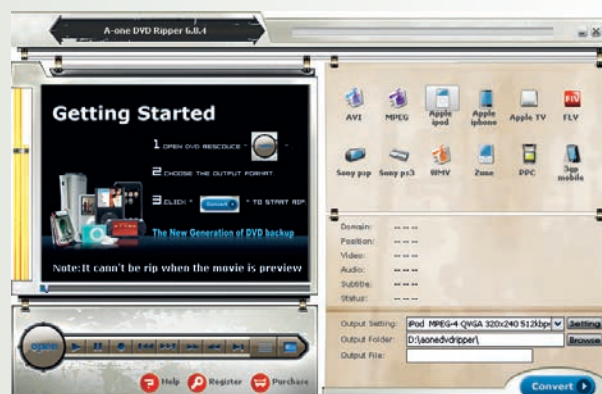 A-one DVD Ripper 6.8.4
Getting Started
1 OPEN DVD RESCOUCE " open "
2 CHOOSE THE OUTPUT FORMAT.
3.CLICK " Convert " TO START RIP.
The New Generation of DVD backup
Note:It cann't be rip when the movie is preview
open
Help Register Purchase
AVI MPEG Apple ipod Apple iphone Apple TV FLV
Sony psp Sony ps3 WMV Zune PPC 3gp mobile
Domain: -- -- --
Position: -- -- --
Video: -- -- --
Audio: -- -- --
Subtitle: -- -- --
Status: -- -- --
Output Setting: iPod MPEG-4 QVGA 320x240 512kbps Setting
Output Folder: D:\aonedvdripper\ Browse
Output File:
Convert